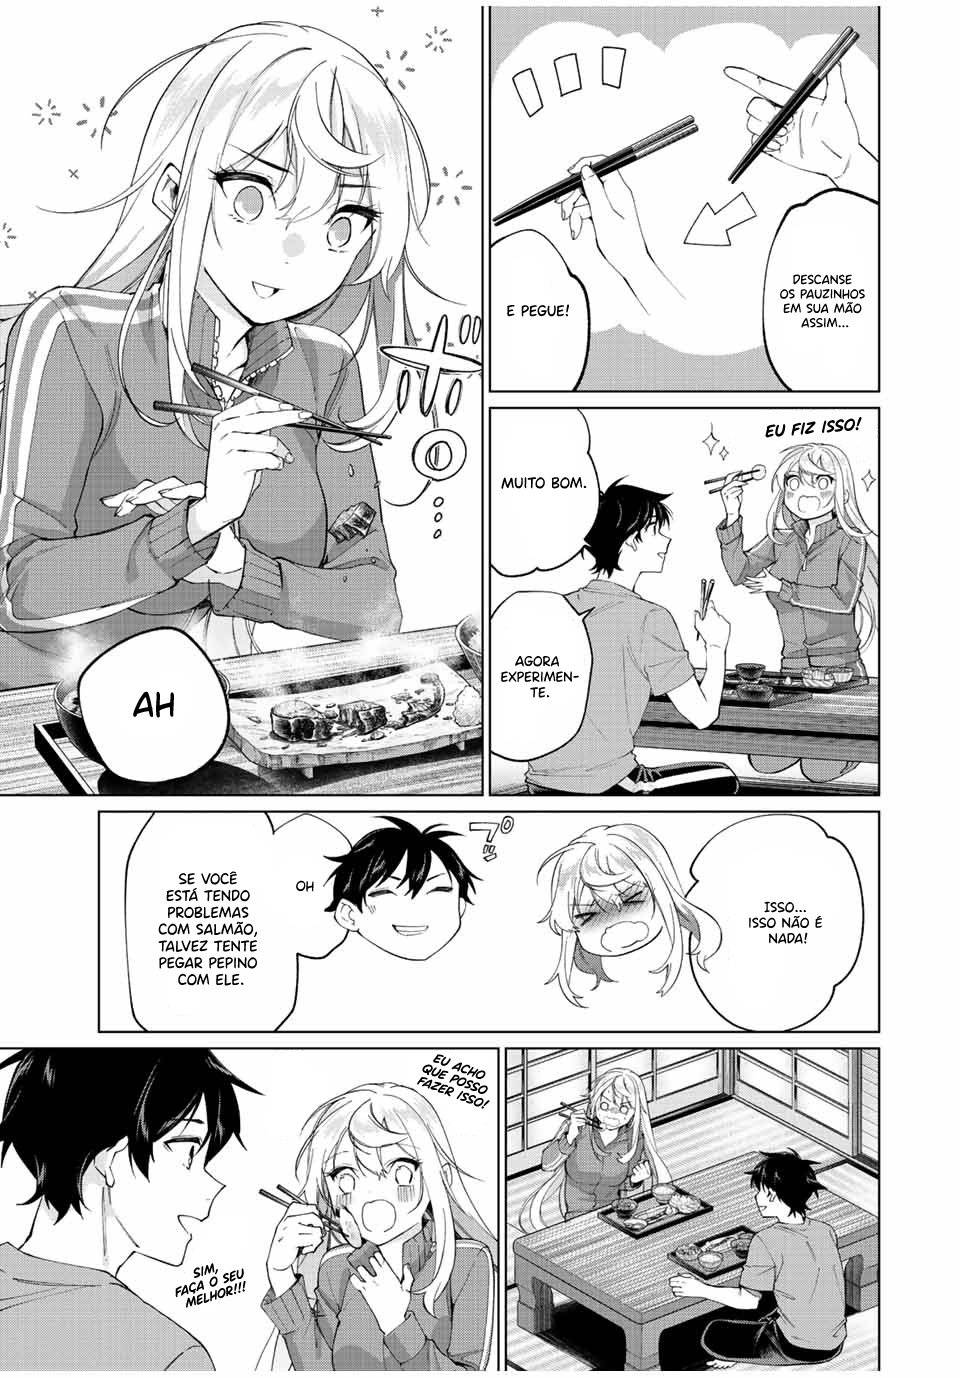 DESCANSE
OS PAUZINHOS
EM SUA MÃO
ASSIM...
E PEGUE!
EU FIZ ISSO!
MUITO BOM.
AGORA
EXPERIMEN-
TE.
AH
ISSO...
ISSO NÃO É
NADA!
プッ
OH
SE VOCÊ
ESTÁ TENDO
PROBLEMAS
COM SALMÃO,
TALVEZ TENTE
PEGAR PEPINO
COM ELE.
EU ACHO
QUE POSSO
FAZER ISSO!
SIM,
FAÇA O SEU
MELHOR!!!